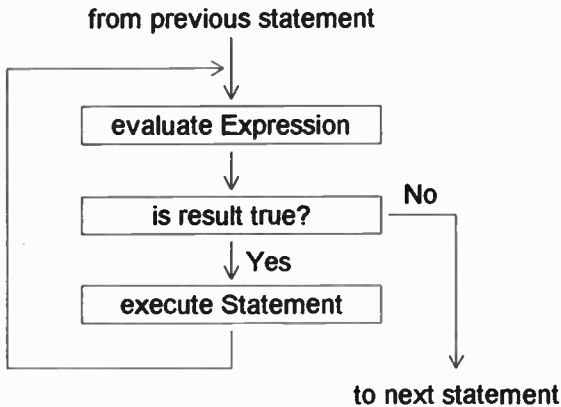 from previous statement
evaluate Expression
is result true?
No
Yes
execute Statement
to next statement